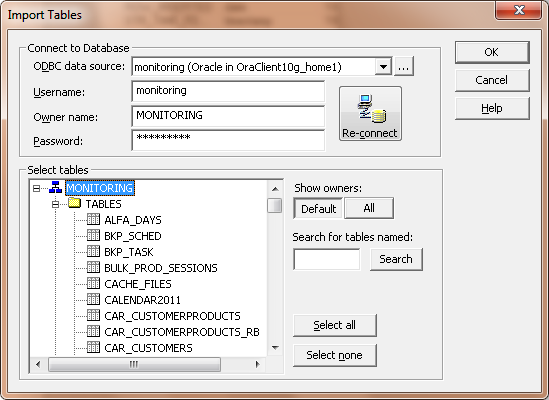 Import Tables
Connect to Database
ODBC data source: monitoring (Oracle in OraClient10g_home1) ...
Username: monitoring
Owner name: MONITORING
Password: *********
Re-connect
OK
Cancel
Help
Select tables
MONITORING
TABLES
ALFA_DAYS
BKP_SCHED
BKP_TASK
BULK_PROD_SESSIONS
CACHE_FILES
CALENDAR2011
CAR_CUSTOMERPRODUCTS
CAR_CUSTOMERPRODUCTS_RB
CAR_CUSTOMERS
Show owners:
Default All
Search for tables named:
Search
Select all
Select none